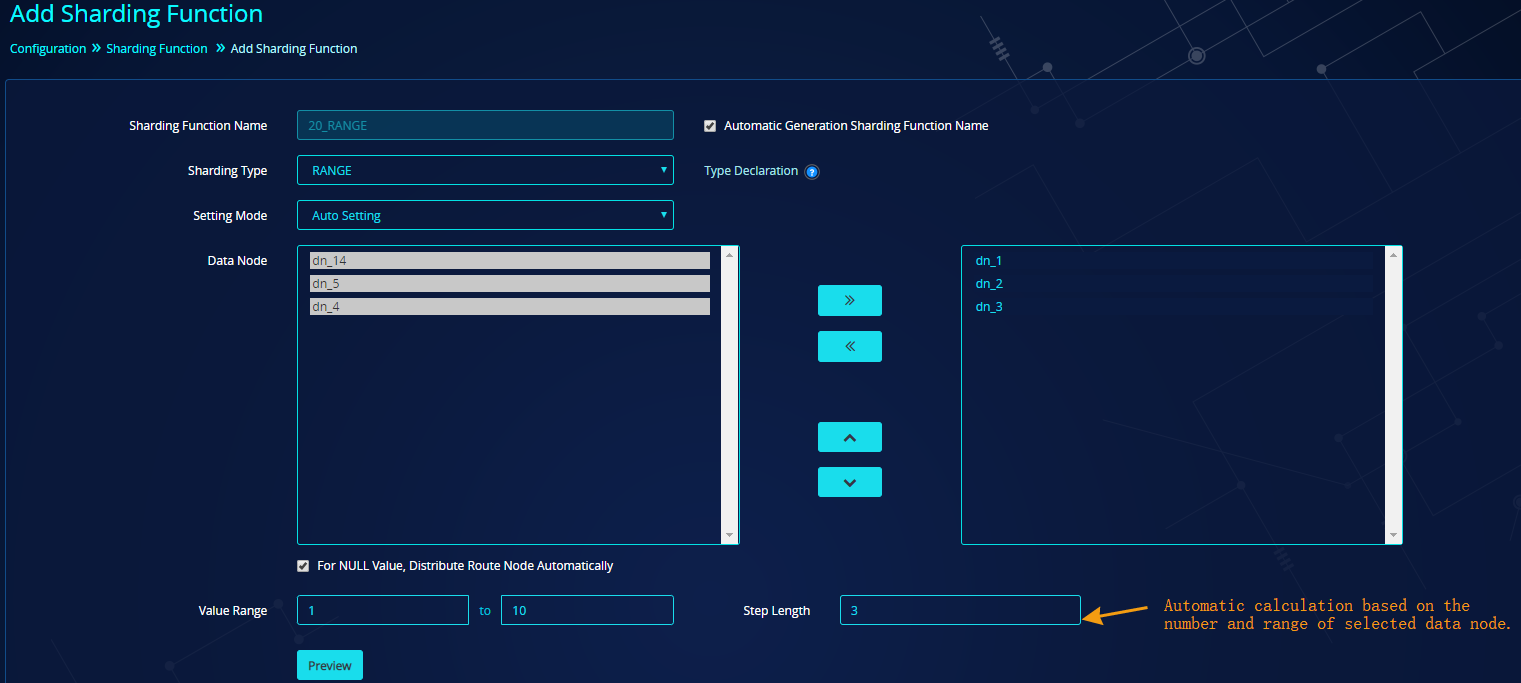 Add Sharding Function
Configuration » Sharding Function » Add Sharding Function
Sharding Function Name 20_RANGE Automatic Generation Sharding Function Name
Sharding Type RANGE Type Declaration ?
Setting Mode Auto Setting
Data Node dn_14 dn_1
dn_5 dn_2
dn_4 dn_3
For NULL Value, Distribute Route Node Automatically
Value Range 1 to 10 Step Length 3 Automatic calculation based on the
number and range of selected data node.
Preview